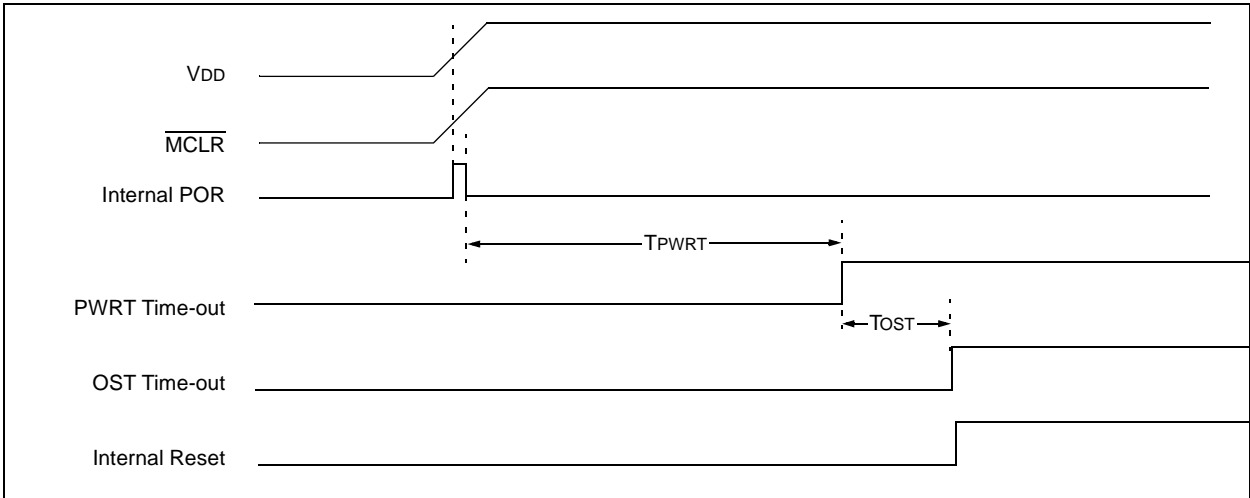 VDD
MCLR
Internal POR
TPWRT
PWRT Time-out
TOST
OST Time-out
Internal Reset